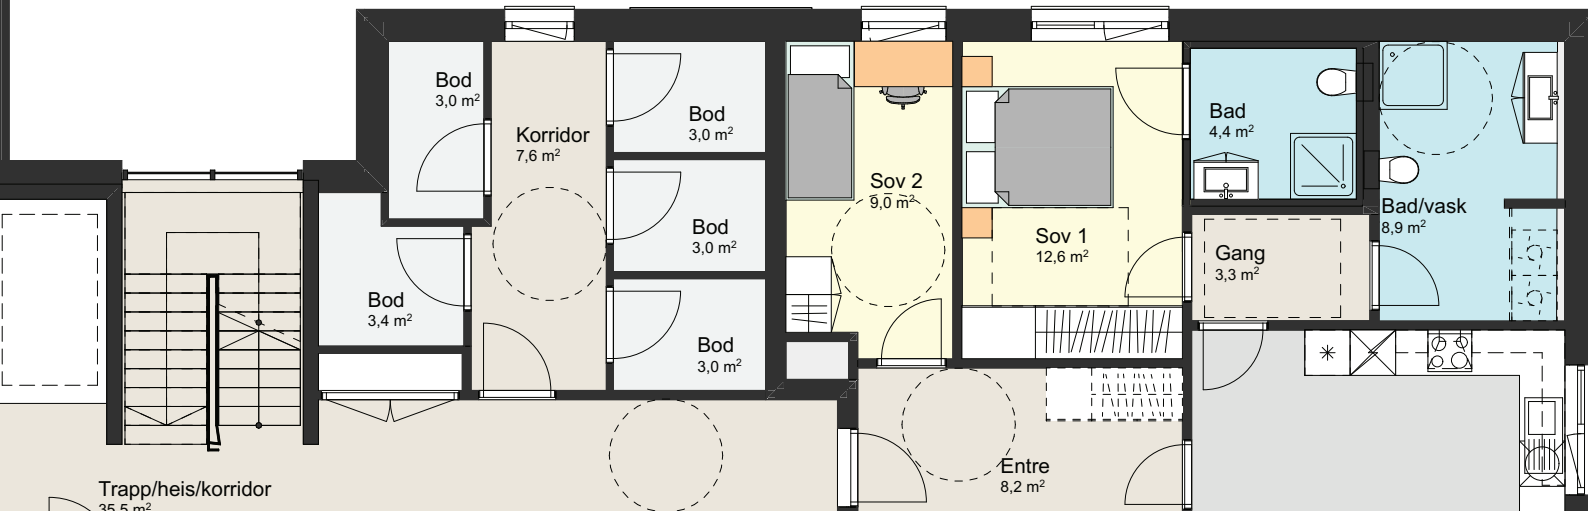 Bod
3,0 m²
Korridor
7,6 m²
Bod
3,0 m²
Bod
3,0 m²
Bod
3,0 m²
Bod
3,4 m²
Sov 2
9,0 m²
Sov 1
12,6 m²
Bad
4,4 m²
Bad/vask
8,9 m²
Gang
3,3 m²
Entre
8,2 m²
Trapp/heis/korridor
35,5 m²